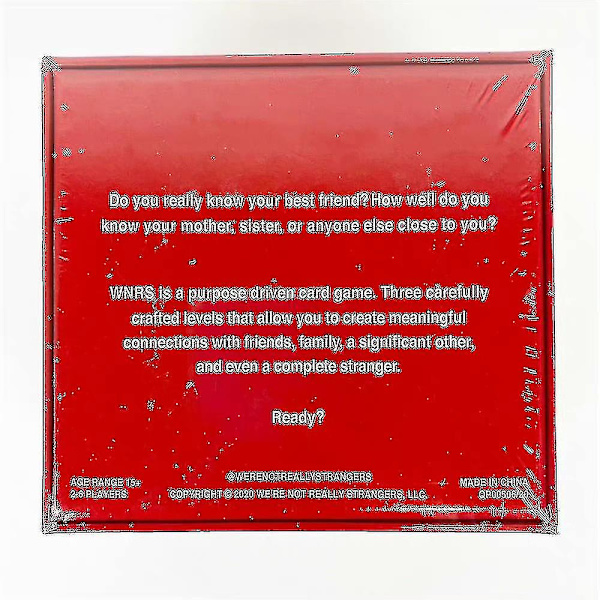 Do you really know your best friend? How well do you
know your mother, sister, or anyone else close to you?
WNRS is a purpose driven card game. Three carefully
crafted levels that allow you to create meaningful
connections with friends, family, a significant other,
and even a complete stranger.
Ready?
@WERENOTREALLYSTRANGERS
AGE RANGE 15+
MADE IN CHINA
2-6 PLAYERS
COPYRIGHT © 2020 WE'RE NOT REALLY STRANGERS, LLC.